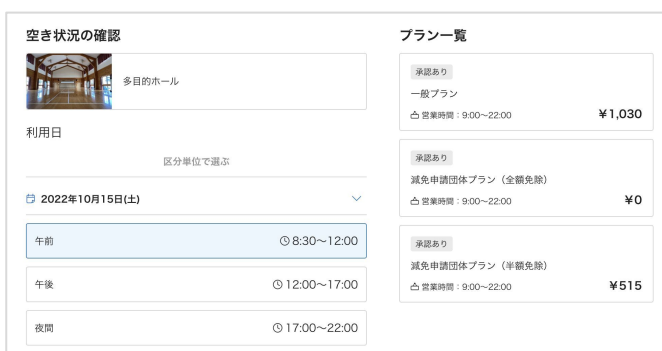 空き状況の確認
多目的ホール
利用日
区分単位で選ぶ
2022年10月15日(土)
午前 8:30〜12:00
午後 12:00〜17:00
夜間 17:00〜22:00
プラン一覧
承認あり
一般プラン
営業時間：9:00〜22:00 ¥1,030
承認あり
減免申請団体プラン（全額免除）
営業時間：9:00〜22:00 ¥0
承認あり
減免申請団体プラン（半額免除）
営業時間：9:00〜22:00 ¥515